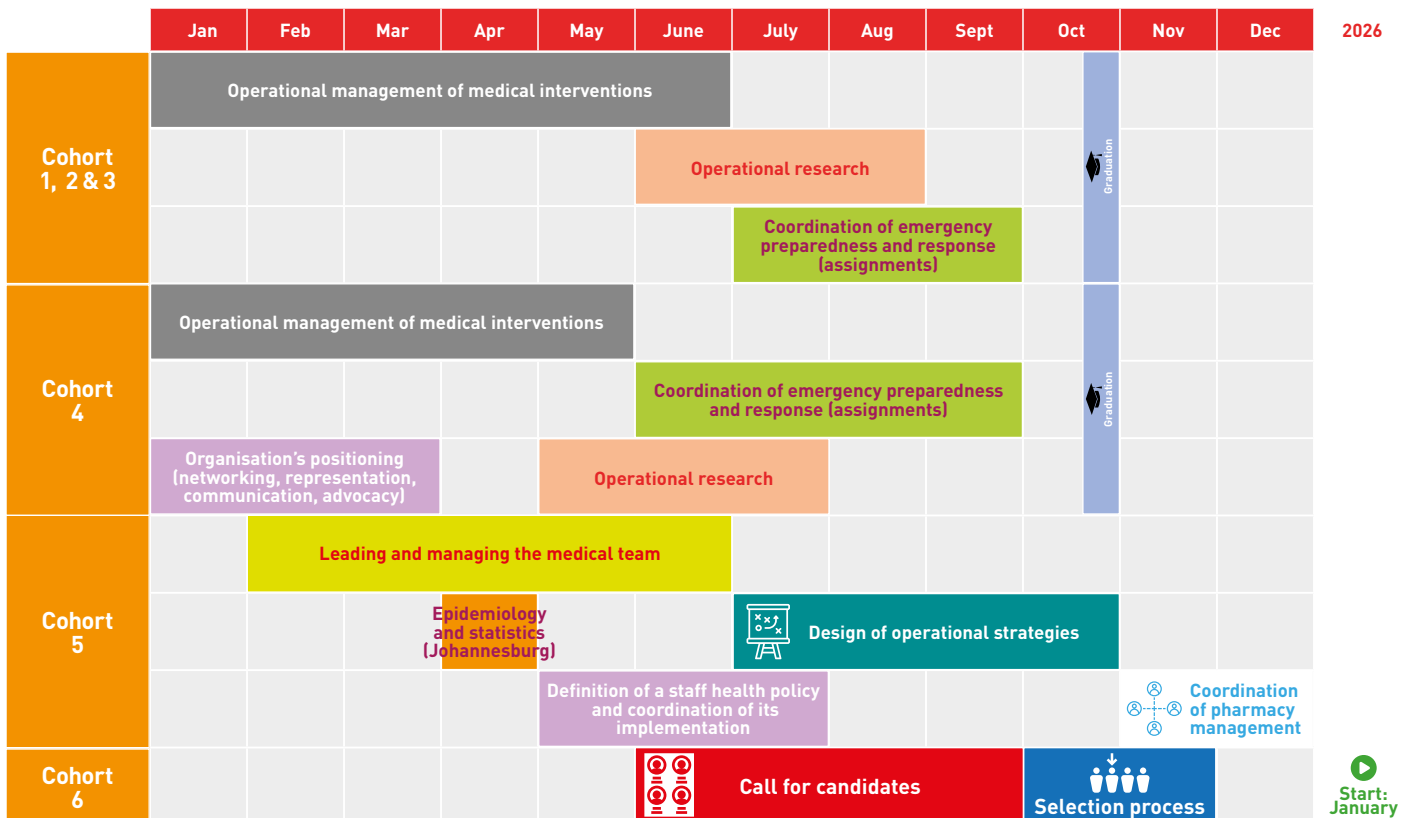 Jan Feb Mar Apr May June July Aug Sept Oct Nov Dec 2026
Cohort
1, 2 & 3
Operational management of medical interventions
Operational research
Coordination of emergency
preparedness and response
(assignments)
Graduation
Cohort
4
Operational management of medical interventions
Coordination of emergency preparedness
and response (assignments)
Graduation
Organisation's positioning
(networking, representation,
communication, advocacy)
Operational research
Cohort
5
Leading and managing the medical team
Epidemiology
and statistics
(Johannesburg)
Design of operational strategies
Definition of a staff health policy
and coordination of its
implementation
Coordination
of pharmacy
management
Cohort
6
Call for candidates
Selection process
Start:
January